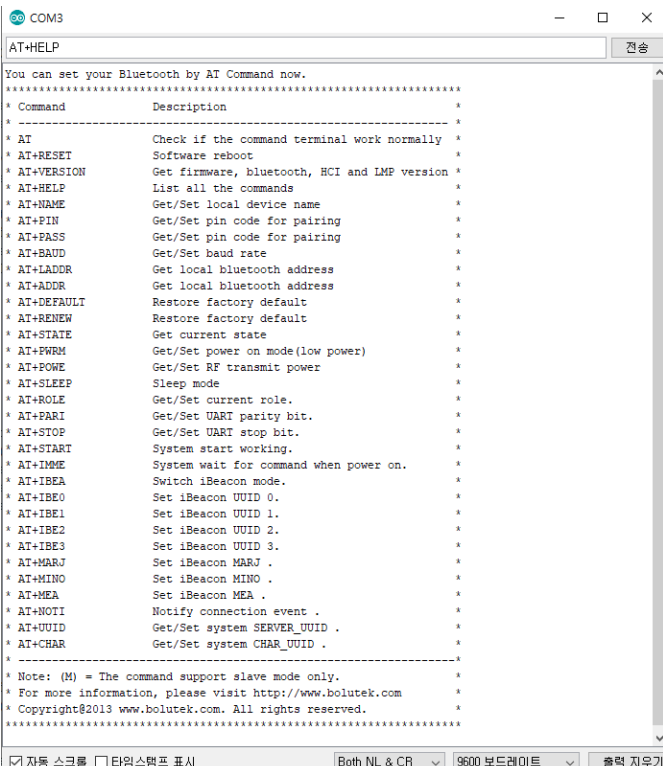 COM3
AT+HELP
전송
You can set your Bluetooth by AT Command now.
********************************************************************
* Command Description *
* ---------------------------------------------------------------- *
* AT Check if the command terminal work normally *
* AT+RESET Software reboot *
* AT+VERSION Get firmware, bluetooth, HCI and LMP version *
* AT+HELP List all the commands *
* AT+NAME Get/Set local device name *
* AT+PIN Get/Set pin code for pairing *
* AT+PASS Get/Set pin code for pairing *
* AT+BAUD Get/Set baud rate *
* AT+LADDR Get local bluetooth address *
* AT+ADDR Get local bluetooth address *
* AT+DEFAULT Restore factory default *
* AT+RENEW Restore factory default *
* AT+STATE Get current state *
* AT+PWRM Get/Set power on mode(low power) *
* AT+POWE Get/Set RF transmit power *
* AT+SLEEP Sleep mode *
* AT+ROLE Get/Set current role. *
* AT+PARI Get/Set UART parity bit. *
* AT+STOP Get/Set UART stop bit. *
* AT+START System start working. *
* AT+IMME System wait for command when power on. *
* AT+IBEA Switch iBeacon mode. *
* AT+IBE0 Set iBeacon UUID 0. *
* AT+IBE1 Set iBeacon UUID 1. *
* AT+IBE2 Set iBeacon UUID 2. *
* AT+IBE3 Set iBeacon UUID 3. *
* AT+MARJ Set iBeacon MARJ . *
* AT+MINO Set iBeacon MINO . *
* AT+MEA Set iBeacon MEA . *
* AT+NOTI Notify connection event . *
* AT+UUID Get/Set system SERVER_UUID . *
* AT+CHAR Get/Set system CHAR_UUID . *
* -----------------------------------------------------------------*
* Note: (M) = The command support slave mode only. *
* For more information, please visit http://www.bolutek.com *
* Copyright@2013 www.bolutek.com. All rights reserved. *
********************************************************************
자동 스크롤 타임스탬프 표시 Both NL & CR 9600 보드레이트 출력 지우기